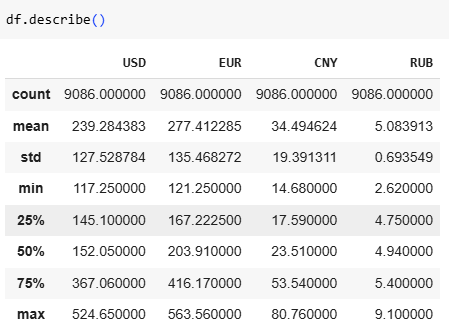 df.describe()
USD EUR CNY RUB
count 9086.000000 9086.000000 9086.000000 9086.000000
mean 239.284383 277.412285 34.494624 5.083913
std 127.528784 135.468272 19.391311 0.693549
min 117.250000 121.250000 14.680000 2.620000
25% 145.100000 167.222500 17.590000 4.750000
50% 152.050000 203.910000 23.510000 4.940000
75% 367.060000 416.170000 53.540000 5.400000
max 524.650000 563.560000 80.760000 9.100000